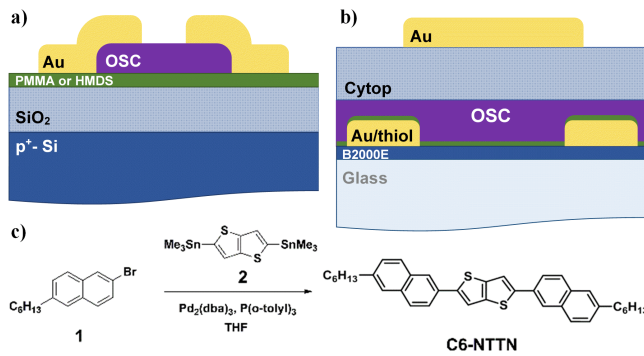 a)
Au
OSC
PMMA or HMDS
SiO₂
p⁺- Si
b)
Au
Cytop
OSC
Au/thiol
B2000E
Glass
c)
Br
C₆H₁₃
1
Me₃Sn
S
S
SnMe₃
2
Pd₂(dba)₃, P(o-tolyl)₃
THF
C₆H₁₃
S
S
C₆H₁₃
C6-NTTN